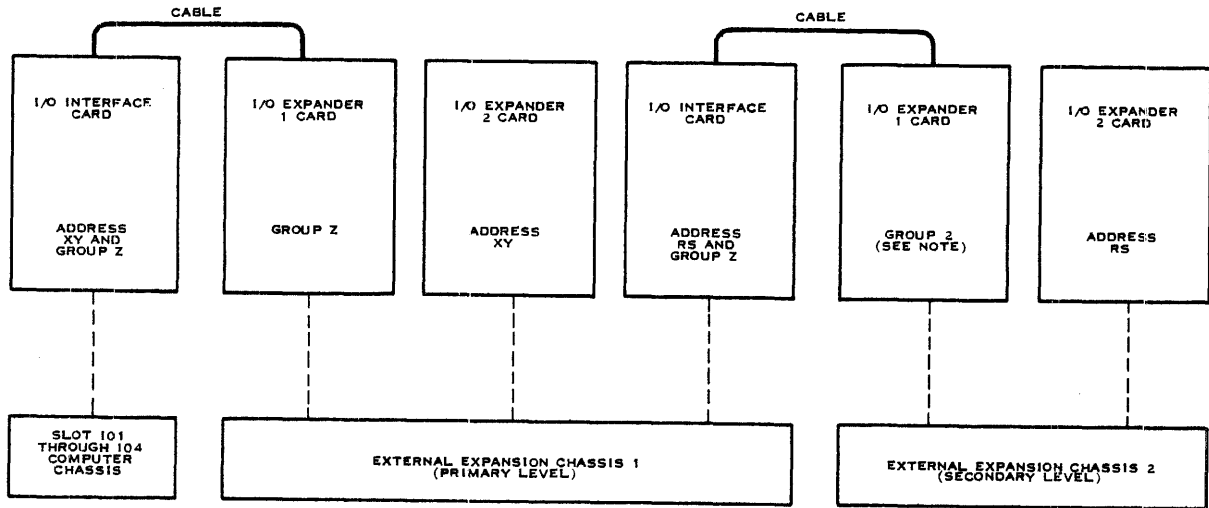 CABLE
CABLE
I/O INTERFACE
CARD
ADDRESS
XY AND
GROUP Z
I/O EXPANDER
1 CARD
GROUP Z
I/O EXPANDER
2 CARD
ADDRESS
XY
I/O INTERFACE
CARD
ADDRESS
RS AND
GROUP Z
I/O EXPANDER
1 CARD
GROUP 2
(SEE NOTE)
I/O EXPANDER
2 CARD
ADDRESS
RS
SLOT 101
THROUGH 104
COMPUTER
CHASSIS
EXTERNAL EXPANSION CHASSIS 1
(PRIMARY LEVEL)
EXTERNAL EXPANSION CHASSIS 2
(SECONDARY LEVEL)